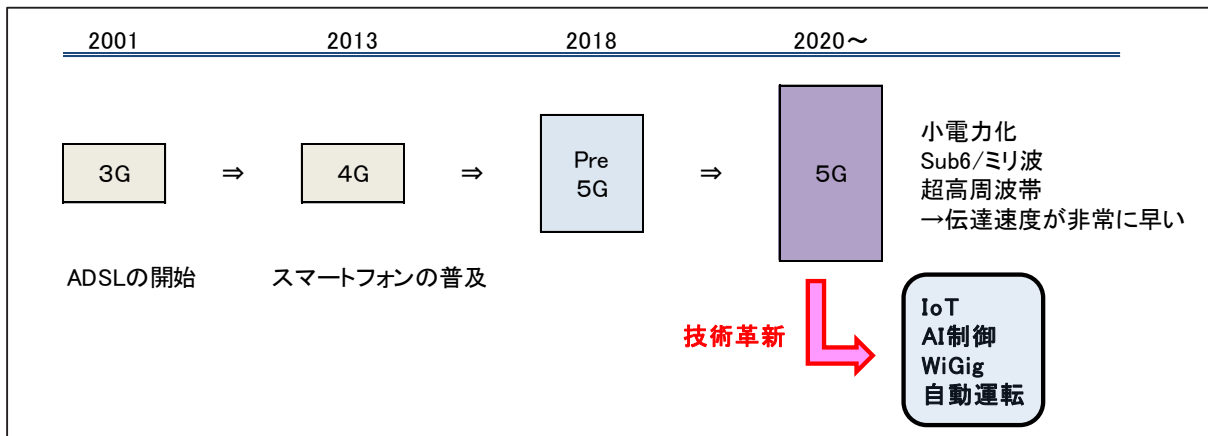 2001 2013 2018 2020～
3G ⇒ 4G ⇒ Pre 5G ⇒ 5G
小電力化
Sub6/ミリ波
超高周波帯
→伝達速度が非常に早い
ADSLの開始 スマートフォンの普及
技術革新
IoT
AI制御
WiGig
自動運転